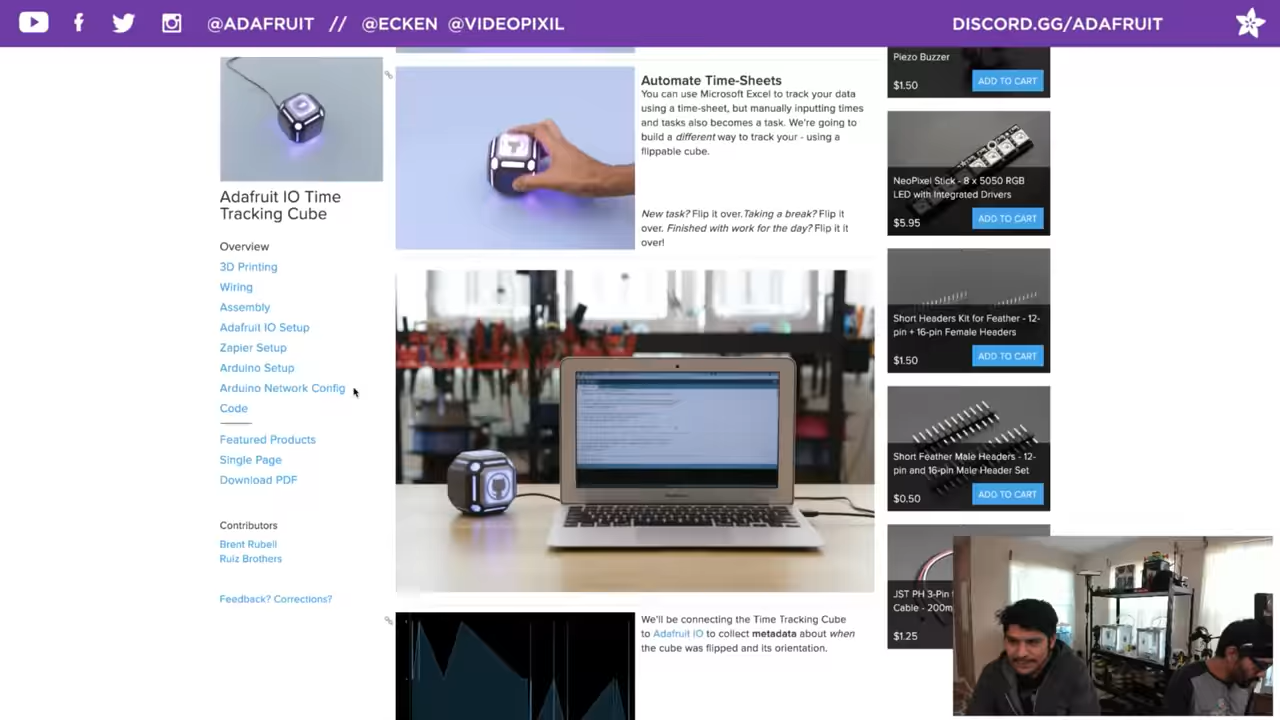 @ADAFRUIT // @ECKEN @VIDEOPIXIL
DISCORD.GG/ADAFRUIT
Adafruit IO Time
Tracking Cube
Overview
3D Printing
Wiring
Assembly
Adafruit IO Setup
Zapier Setup
Arduino Setup
Arduino Network Config
Code
Featured Products
Single Page
Download PDF
Contributors
Brent Rubell
Ruiz Brothers
Feedback? Corrections?
Automate Time-Sheets
You can use Microsoft Excel to track your data
using a time-sheet, but manually inputting times
and tasks also becomes a task. We're going to
build a different way to track your - using a
flippable cube.
New task? Flip it over.Taking a break? Flip it
over. Finished with work for the day? Flip it it
over!
We'll be connecting the Time Tracking Cube
to Adafruit IO to collect metadata about when
the cube was flipped and its orientation.
Piezo Buzzer
$1.50
ADD TO CART
NeoPixel Stick - 8 x 5050 RGB
LED with Integrated Drivers
$5.95
ADD TO CART
Short Headers Kit for Feather - 12-
pin + 16-pin Female Headers
$1.50
ADD TO CART
Short Feather Male Headers - 12-
pin and 16-pin Male Header Set
$0.50
ADD TO CART
JST PH 3-Pin
Cable - 200m
$1.25